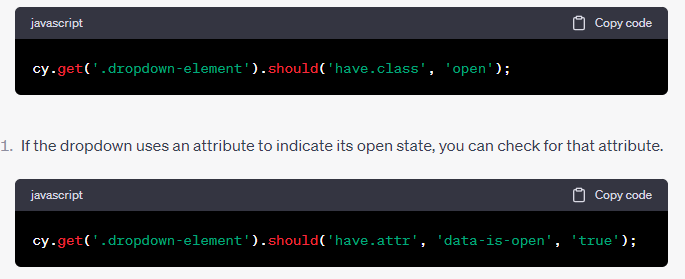 javascript Copy code
cy.get('.dropdown-element').should('have.class', 'open');
1. If the dropdown uses an attribute to indicate its open state, you can check for that attribute.
javascript Copy code
cy.get('.dropdown-element').should('have.attr', 'data-is-open', 'true');